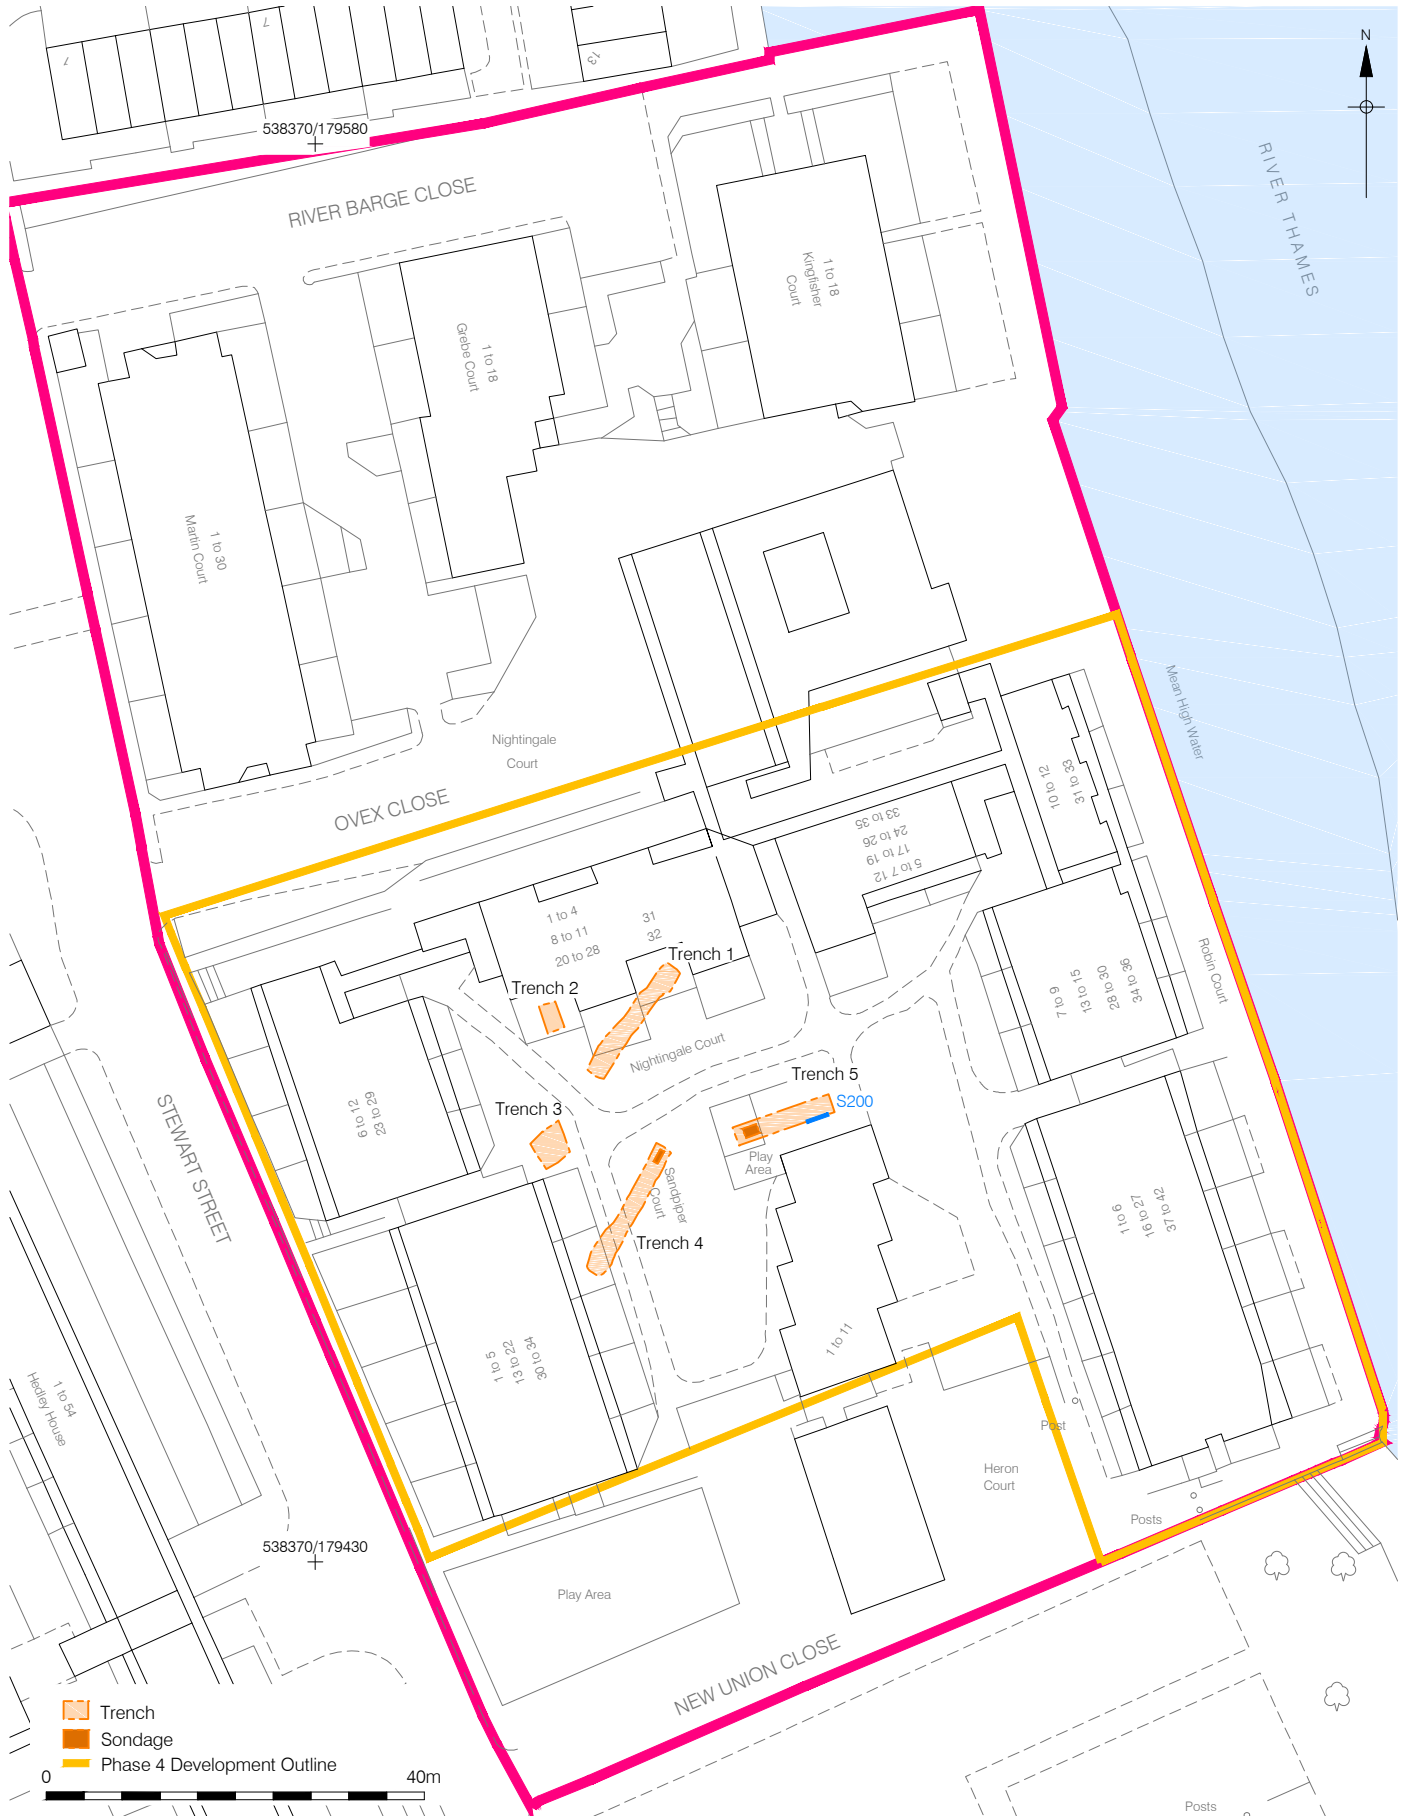 7
7
13
N
538370/179580
RIVER BARGE CLOSE
RIVER THAMES
1 to 18
Kingfisher
Court
1 to 18
Grebe Court
1 to 30
Martin Court
Nightingale
Court
OVEX CLOSE
Mean High Water
10 to 12
31 to 33
33 to 35
24 to 26
17 to 19
5 to 7 12
1 to 4
8 to 11
20 to 28
31
32
Trench 1
Trench 2
Nightingale Court
7 to 9
13 to 15
28 to 30
34 to 36
Robin Court
Trench 5
S200
Trench 3
6 to 12
23 to 29
Play
Area
Sandpiper
Court
Trench 4
STEWART STREET
1 to 6
16 to 27
37 to 42
1 to 5
13 to 22
30 to 34
1 to 11
1 to 54
Hedley House
Post
Heron
Court
Posts
538370/179430
Play Area
NEW UNION CLOSE
Trench
Sondage
Phase 4 Development Outline
0
40m
Posts